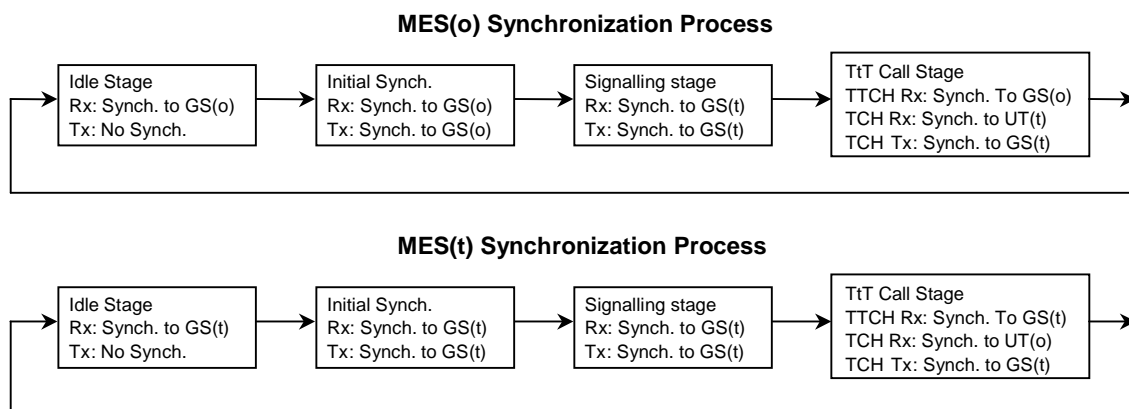 MES(o) Synchronization Process
Idle Stage
Rx: Synch. to GS(o)
Tx: No Synch.
Initial Synch.
Rx: Synch. to GS(o)
Tx: Synch. to GS(o)
Signalling stage
Rx: Synch. to GS(t)
Tx: Synch. to GS(t)
TtT Call Stage
TTCH Rx: Synch. To GS(o)
TCH Rx: Synch. to UT(t)
TCH Tx: Synch. to GS(t)
MES(t) Synchronization Process
Idle Stage
Rx: Synch. to GS(t)
Tx: No Synch.
Initial Synch.
Rx: Synch. to GS(t)
Tx: Synch. to GS(t)
Signalling stage
Rx: Synch. to GS(t)
Tx: Synch. to GS(t)
TtT Call Stage
TTCH Rx: Synch. To GS(t)
TCH Rx: Synch. to UT(o)
TCH Tx: Synch. to GS(t)